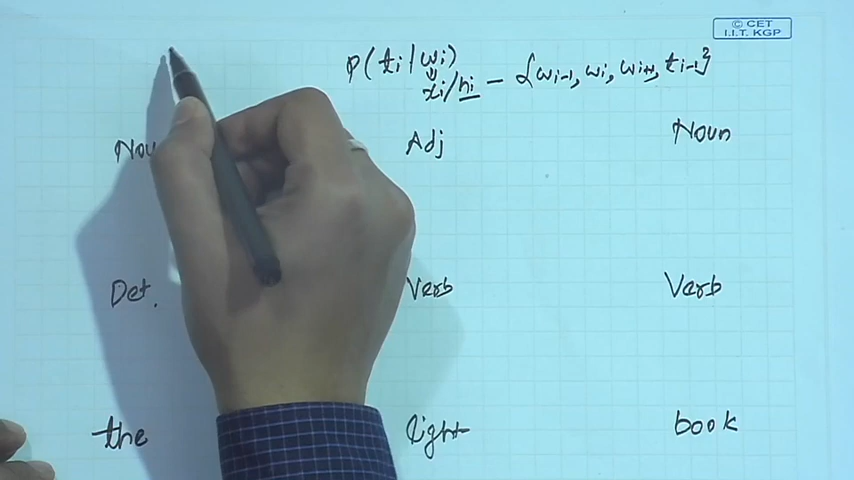 © CET
I.I.T. KGP
P(ti | wi)
xi/hi – {wi-1, wi, wi+1, ti-1}
Adj Noun
Det. Verb Verb
the light book